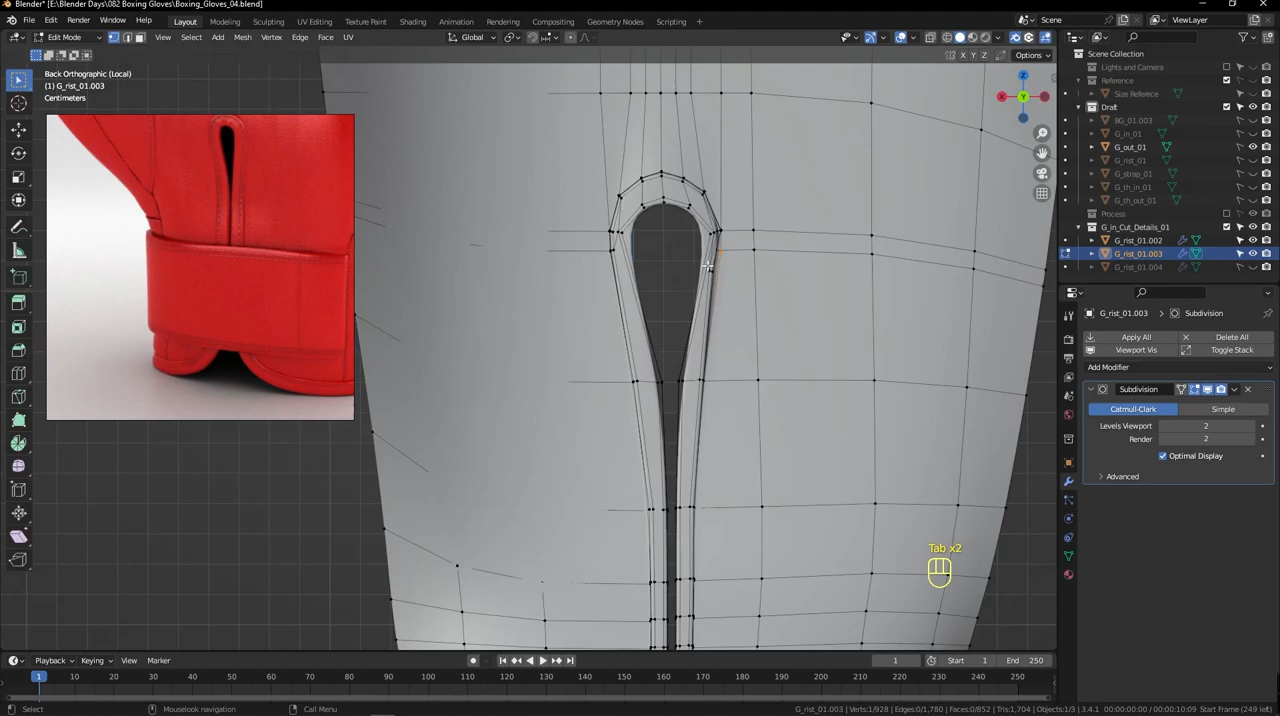 Blender* [E:\Blender Days\082 Boxing Gloves\Boxing_Gloves_04.blend]
File Edit Render Window Help Layout Modeling Sculpting UV Editing Texture Paint Shading Animation Rendering Compositing Geometry Nodes Scripting Scene ViewLayer
Edit Mode View Select Add Mesh Vertex Edge Face UV Global
X Y Z Options
Back Orthographic (Local)
(1) G_rist_01.003
Centimeters
Z
X Y
Tab x2
Scene Collection
Lights and Camera
Reference
Size Referece
Draft
BG_01.003
G_in_01
G_out_01
G_rist_01
G_strap_01
G_th_in_01
G_th_out_01
Process
G_in_Cut_Details_01
G_rist_01.002
G_rist_01.003
G_rist_01.004
G_rist_01.003 Subdivision
Apply All Delete All
Viewport Vis Toggle Stack
Add Modifier
Subdivision
Catmull-Clark Simple
Levels Viewport 2
Render 2
Optimal Display
Advanced
Playback Keying View Marker 1 Start 1 End 250
1 10 20 30 40 50 60 70 80 90 100 110 120 130 140 150 160 170 180 190 200 210 220 230 240 250
Select Mouselook navigation Call Menu G_rist_01.003 | Verts:1/928 | Edges:0/1,780 | Faces:0/852 | Tris:1,704 | Objects:1/3 | 3.4.1 00:00:00:00 / 00:00:10:09 Start Frame (249 left)